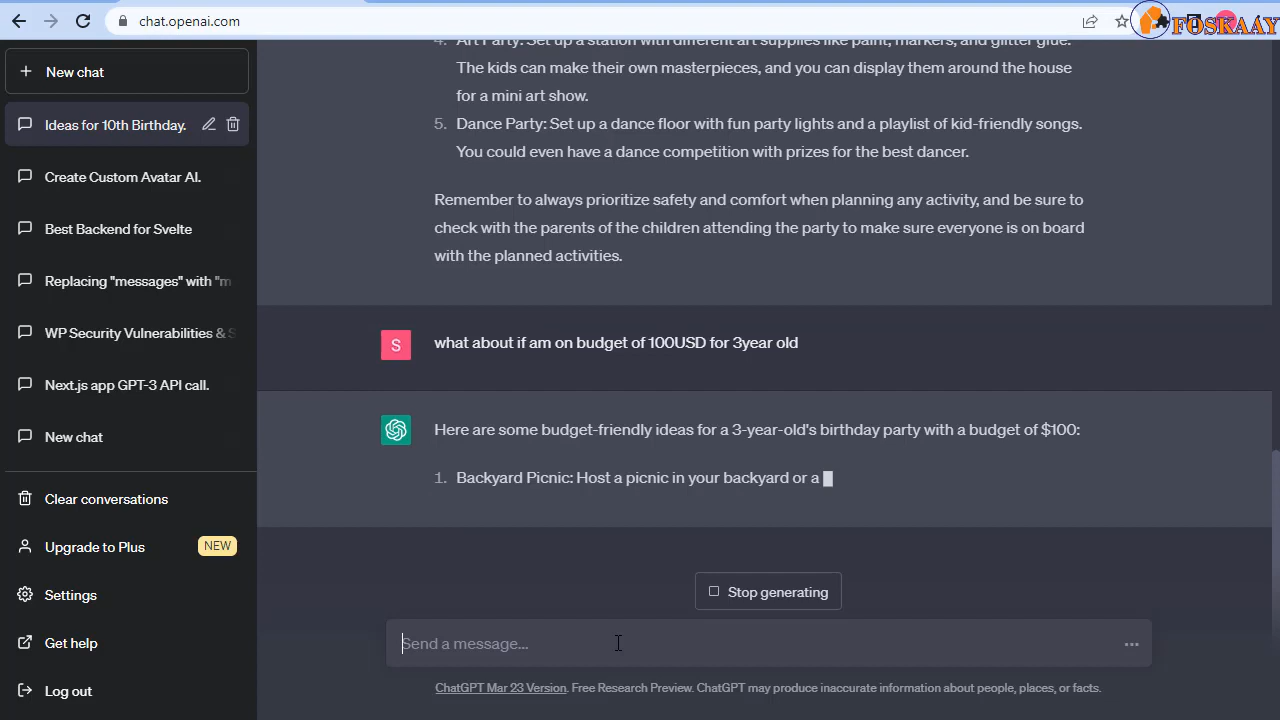 chat.openai.com
FOSKAAY
New chat
Ideas for 10th Birthday.
Create Custom Avatar AI.
Best Backend for Svelte
Replacing "messages" with "m
WP Security Vulnerabilities & S
Next.js app GPT-3 API call.
New chat
Clear conversations
Upgrade to Plus NEW
Settings
Get help
Log out
4. Art Party: Set up a station with different art supplies like paint, markers, and glitter glue.
The kids can make their own masterpieces, and you can display them around the house
for a mini art show.
5. Dance Party: Set up a dance floor with fun party lights and a playlist of kid-friendly songs.
You could even have a dance competition with prizes for the best dancer.
Remember to always prioritize safety and comfort when planning any activity, and be sure to
check with the parents of the children attending the party to make sure everyone is on board
with the planned activities.
S what about if am on budget of 100USD for 3year old
Here are some budget-friendly ideas for a 3-year-old's birthday party with a budget of $100:
1. Backyard Picnic: Host a picnic in your backyard or a
Stop generating
Send a message...
ChatGPT Mar 23 Version. Free Research Preview. ChatGPT may produce inaccurate information about people, places, or facts.